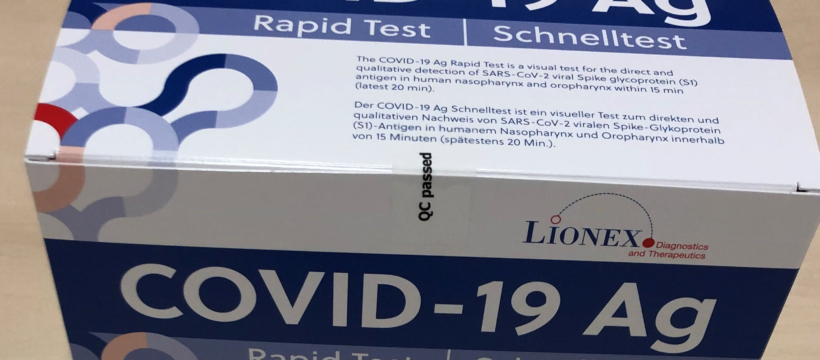 COVID-19 Ag
Rapid Test | Schnelltest
The COVID-19 Ag Rapid Test is a visual test for the direct and
qualitative detection of SARS-CoV-2 viral Spike glycoprotein (S1)
antigen in human nasopharynx and oropharynx within 15 min
(latest 20 min).
Der COVID-19 Ag Schnelltest ist ein visueller Test zum direkten und
qualitativen Nachweis von SARS-CoV-2 viralen Spike-Glykoprotein
(S1)-Antigen in humanem Nasopharynx und Oropharynx innerhalb
von 15 Minuten (spätestens 20 Min.).
QC passed
LIONEX Diagnostics
and Therapeutics
COVID-19 Ag
Rapid Test |